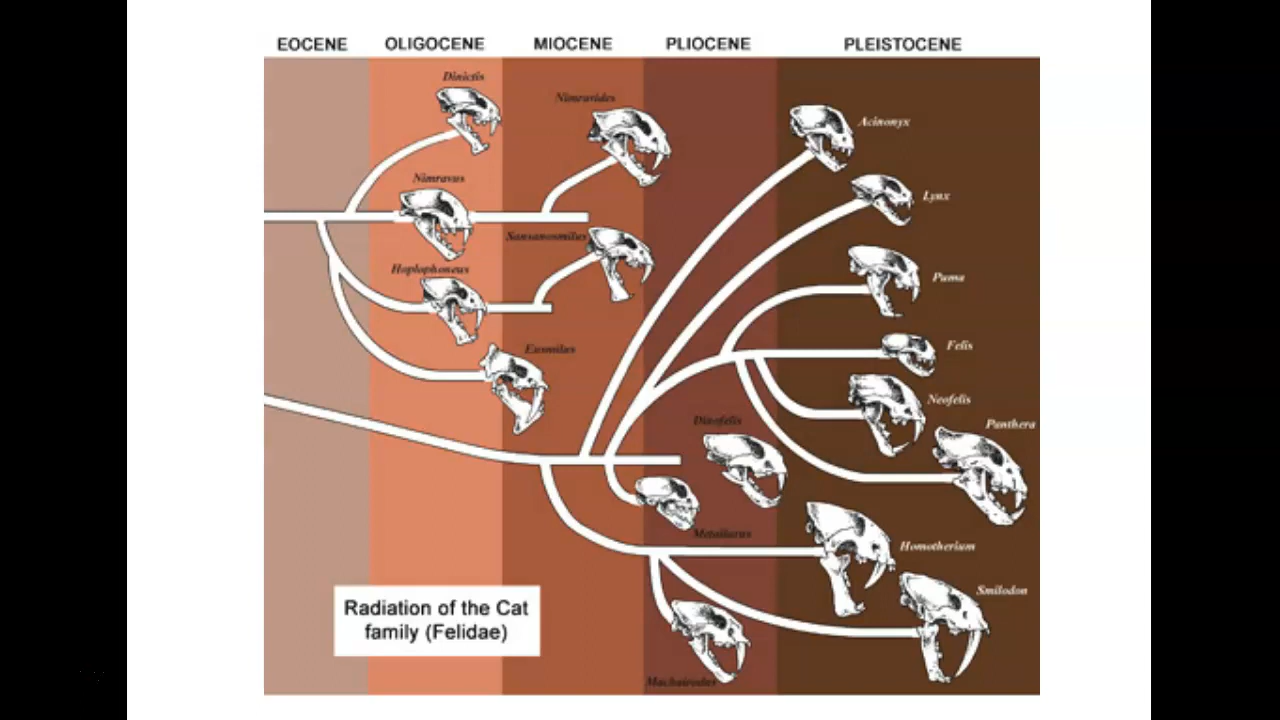 EOCENE OLIGOCENE MIOCENE PLIOCENE PLEISTOCENE
Dinictis
Nimravides
Acinonyx
Nimravus
Lynx
Sansanosmilus
Hoplophoneus
Puma
Eusmilus
Felis
Neofelis
Dinofelis
Panthera
Metailurus
Homotherium
Smilodon
Radiation of the Cat
family (Felidae)
Machairodus